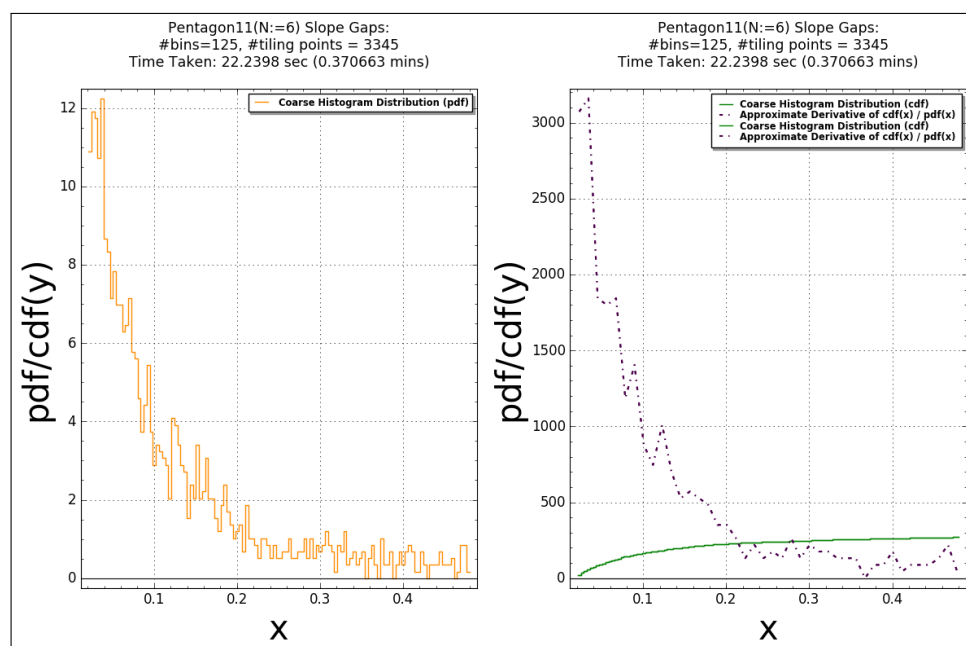 Pentagon11(N:=6) Slope Gaps:
#bins=125, #tiling points = 3345
Time Taken: 22.2398 sec (0.370663 mins)
Coarse Histogram Distribution (pdf)
12
10
8
6
4
2
0
pdf/cdf(y)
0.1
0.2
0.3
0.4
x
Pentagon11(N:=6) Slope Gaps:
#bins=125, #tiling points = 3345
Time Taken: 22.2398 sec (0.370663 mins)
Coarse Histogram Distribution (cdf)
Approximate Derivative of cdf(x) / pdf(x)
Coarse Histogram Distribution (cdf)
Approximate Derivative of cdf(x) / pdf(x)
3000
2500
2000
1500
1000
500
0
pdf/cdf(y)
0.1
0.2
0.3
0.4
x